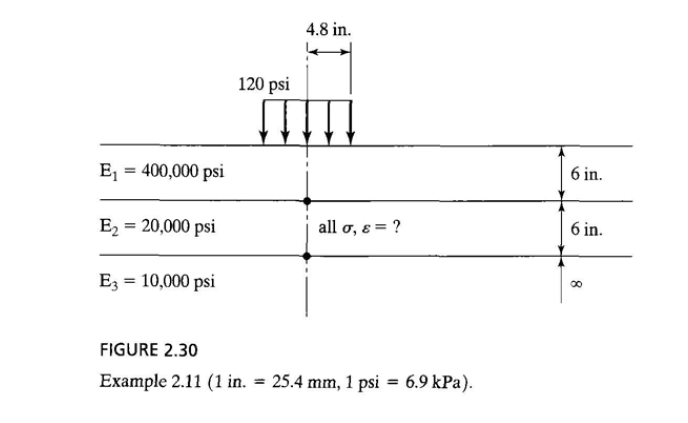 4.8 in.
120 psi
E₁ = 400,000 psi
6 in.
E₂ = 20,000 psi
all σ, ε = ?
6 in.
E₃ = 10,000 psi
∞
FIGURE 2.30
Example 2.11 (1 in. = 25.4 mm, 1 psi = 6.9 kPa).